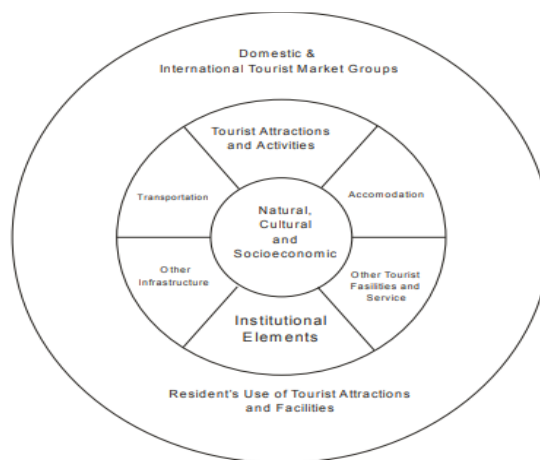 Domestic &
International Tourist Market Groups
Tourist Attractions
and Activities
Transportation
Accomodation
Natural,
Cultural
and
Socioeconomic
Other
Infrastructure
Other Tourist
Fasilities and
Service
Institutional
Elements
Resident's Use of Tourist Attractions
and Facilities